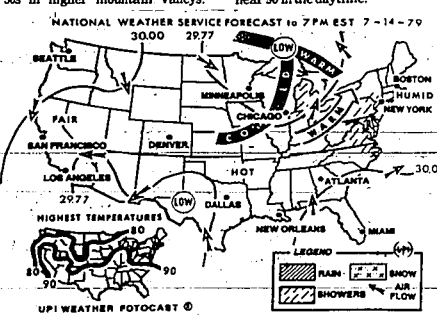 50s in higher mountain valleys. near 90 in the daytime.
NATIONAL WEATHER SERVICE FORECAST to 7PM EST 7-14-79
30.00 29.77
LOW
WARM
SEATTLE
COLD
BOSTON
MINNEAPOLIS
HUMID
NEW YORK
CHICAGO
WARM
FAIR
SAN FRANCISCO
DENVER
HOT
LOS ANGELES
ATLANTA
30.0
29.77
LOW
DALLAS
HIGHEST TEMPERATURES
NEW ORLEANS
MIAMI
80
80
90
90
LEGEND
UPI
RAIN SNOW
SHOWERS AIR FLOW
UPI WEATHER FOTOCAST ©